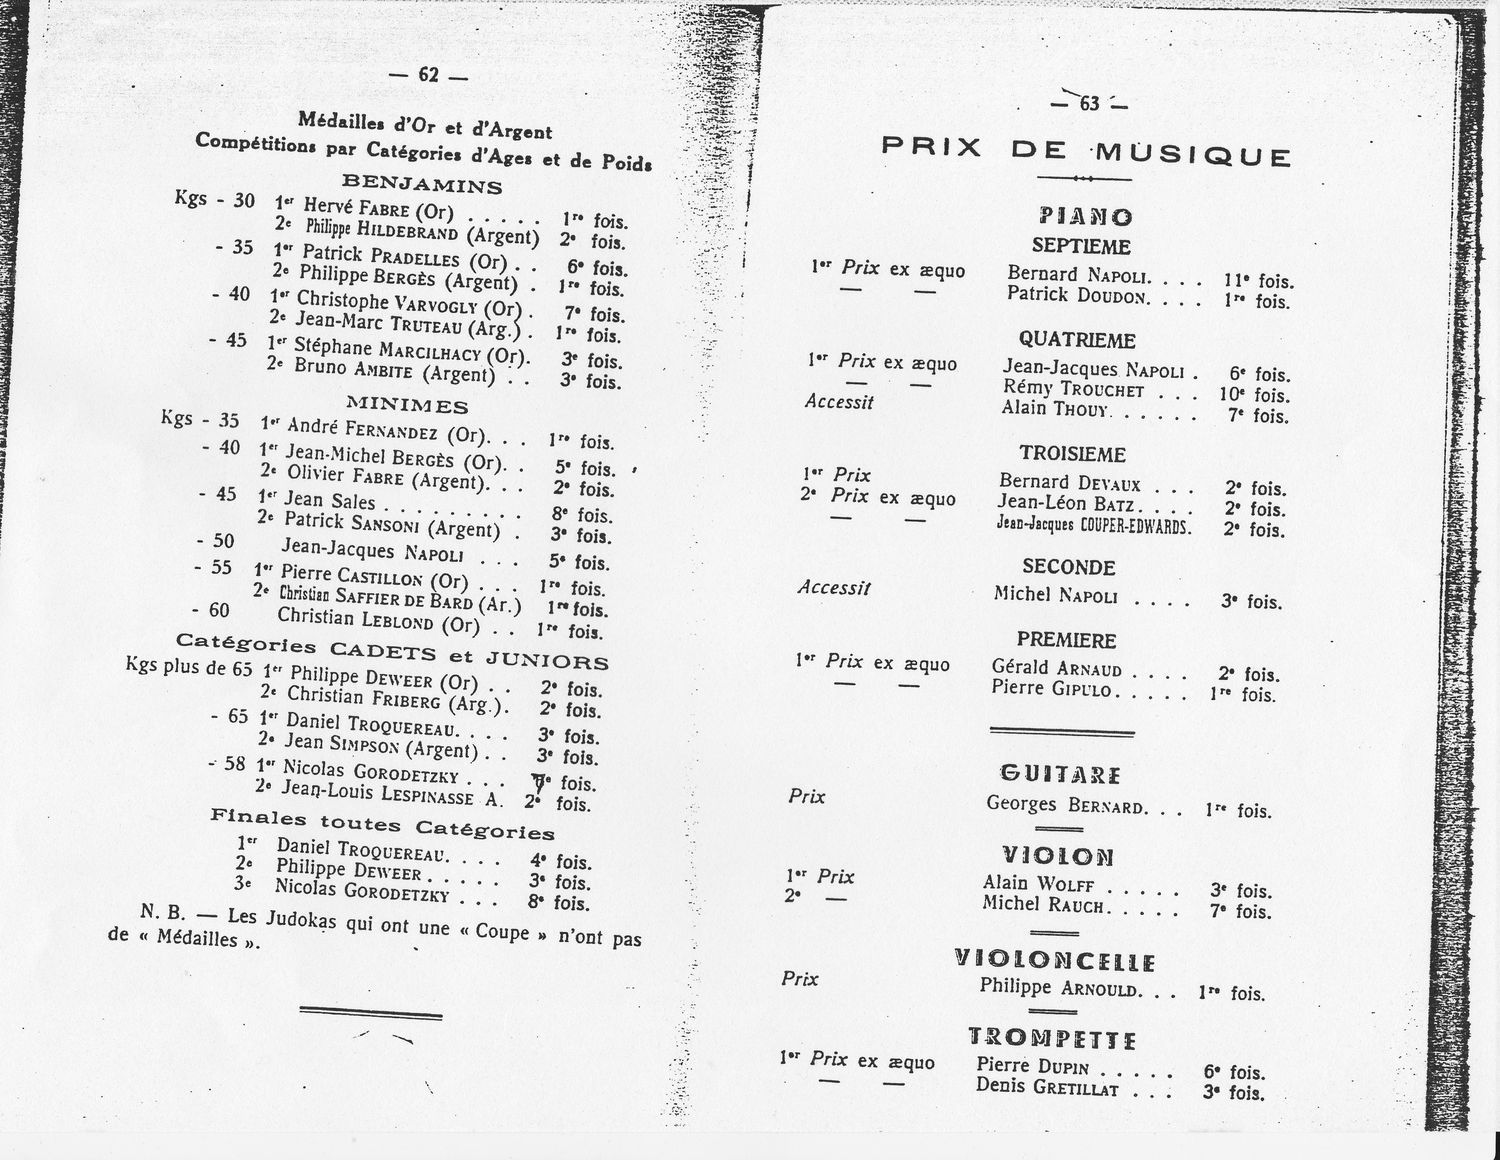 — 62 —
Médailles d'Or et d'Argent
Compétitions par Catégories d'Ages et de Poids
BENJAMINS
Kgs - 30 1er Hervé FABRE (Or) . . . . . 1re fois.
2e Philippe HILDEBRAND (Argent) 2e fois.
- 35 1er Patrick PRADELLES (Or) . . 6e fois.
2e Philippe BERGÈS (Argent) . 1re fois.
- 40 1er Christophe VARVOGLY (Or) . 7e fois.
2e Jean-Marc TRUTEAU (Arg.) . 1re fois.
- 45 1er Stéphane MARCILHACY (Or). 3e fois.
2e Bruno AMBITE (Argent) . . 3e fois.
MINIMES
Kgs - 35 1er André FERNANDEZ (Or). . . 1re fois.
- 40 1er Jean-Michel BERGÈS (Or). . 5e fois.
2e Olivier FABRE (Argent). . . 2e fois.
- 45 1er Jean Sales . . . . . . . . . 8e fois.
2e Patrick SANSONI (Argent) . 3e fois.
- 50 Jean-Jacques NAPOLI . . . 5e fois.
- 55 1er Pierre CASTILLON (Or) . . . 1re fois.
2e Christian SAFFIER DE BARD (Ar.) 1re fois.
- 60 Christian LEBLOND (Or) . . 1re fois.
Catégories CADETS et JUNIORS
Kgs plus de 65 1er Philippe DEWEER (Or) . . 2e fois.
2e Christian FRIBERG (Arg.). 2e fois.
- 65 1er Daniel TROQUEREAU. . . . 3e fois.
2e Jean SIMPSON (Argent) . . 3e fois.
- 58 1er Nicolas GORODETZKY . . . 7e fois.
2e Jean-Louis LESPINASSE A. 2e fois.
Finales toutes Catégories
1er Daniel TROQUEREAU. . . . 4e fois.
2e Philippe DEWEER . . . . . 3e fois.
3e Nicolas GORODETZKY . . . 8e fois.
N. B. — Les Judokas qui ont une « Coupe » n'ont pas
de « Médailles ».
— 63 —
PRIX DE MUSIQUE
PIANO
SEPTIEME
1er Prix ex æquo Bernard NAPOLI. . . . 11e fois.
— — Patrick DOUDON. . . . 1re fois.
QUATRIEME
1er Prix ex æquo Jean-Jacques NAPOLI . 6e fois.
— — Rémy TROUCHET . . . 10e fois.
Accessit Alain THOUY. . . . . . 7e fois.
TROISIEME
1er Prix Bernard DEVAUX . . . 2e fois.
2e Prix ex æquo Jean-Léon BATZ. . . . 2e fois.
— — Jean-Jacques COUPER-EDWARDS. 2e fois.
SECONDE
Accessit Michel NAPOLI . . . . 3e fois.
PREMIERE
1er Prix ex æquo Gérald ARNAUD . . . . 2e fois.
— — Pierre GIPULO. . . . . 1re fois.
GUITARE
Prix Georges BERNARD. . . 1re fois.
VIOLON
1er Prix Alain WOLFF . . . . . 3e fois.
2e — Michel RAUCH. . . . . 7e fois.
VIOLONCELLE
Prix Philippe ARNOULD. . . 1re fois.
TROMPETTE
1er Prix ex æquo Pierre DUPIN . . . . . 6e fois.
— — Denis GRETILLAT . . . 3e fois.